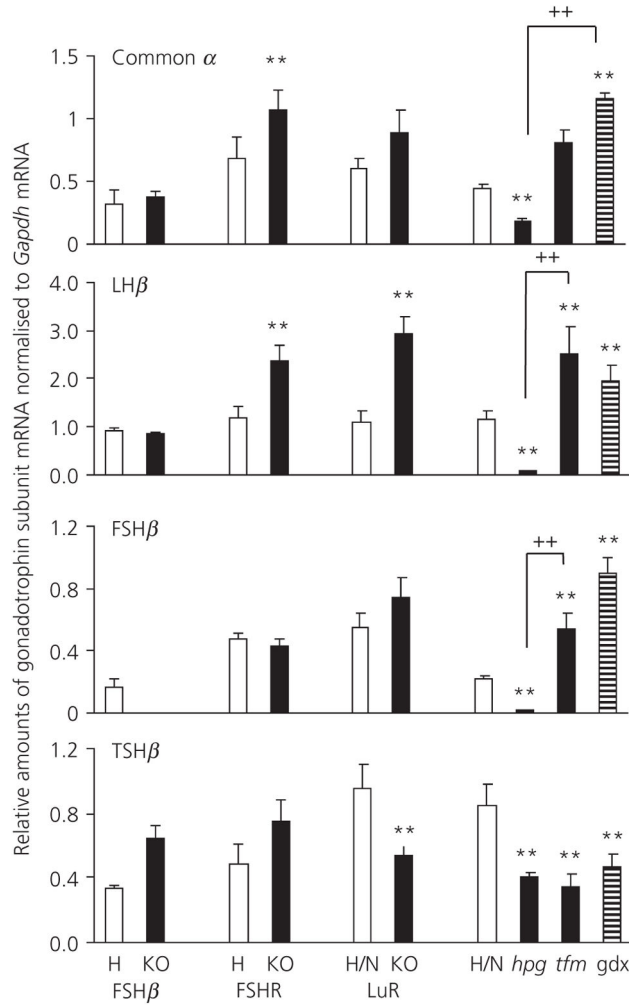 Relative amounts of gonadotrophin subunit mRNA normalised to Gapdh mRNA
++
Common α
** **
1.5
1
0.5
0
**
++
LHβ
** ** ** **
4.0
3.0
2.0
1.0
0.0
**
FSHβ
++
**
**
1.2
0.8
0.4
0
**
TSHβ
1.2
0.8
0.4
0.0
** ** ** **
H KO H KO H/N KO H/N hpg tfm gdx
FSHβ FSHR LuR